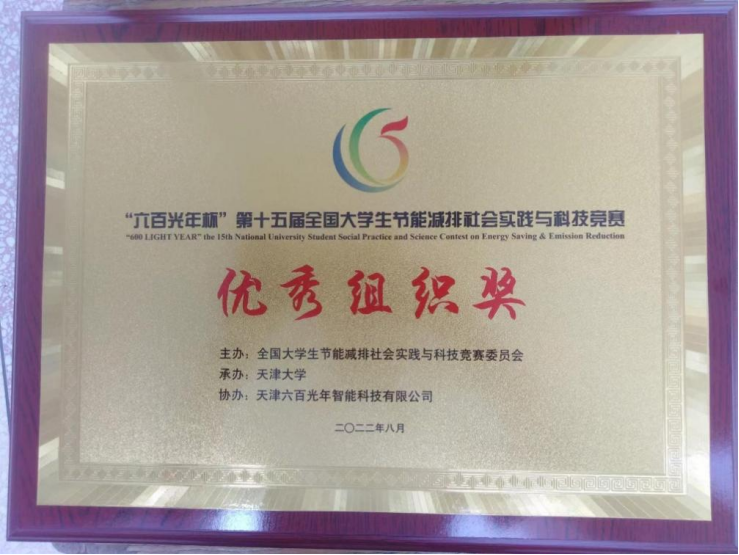 “六百光年杯”第十五届全国大学生节能减排社会实践与科技竞赛
“600 LIGHT YEAR” the 15th National University Student Social Practice and Science Contest on Energy Saving & Emission Reduction
优秀组织奖
主办：全国大学生节能减排社会实践与科技竞赛委员会
承办：天津大学
协办：天津六百光年智能科技有限公司
二〇二二年八月